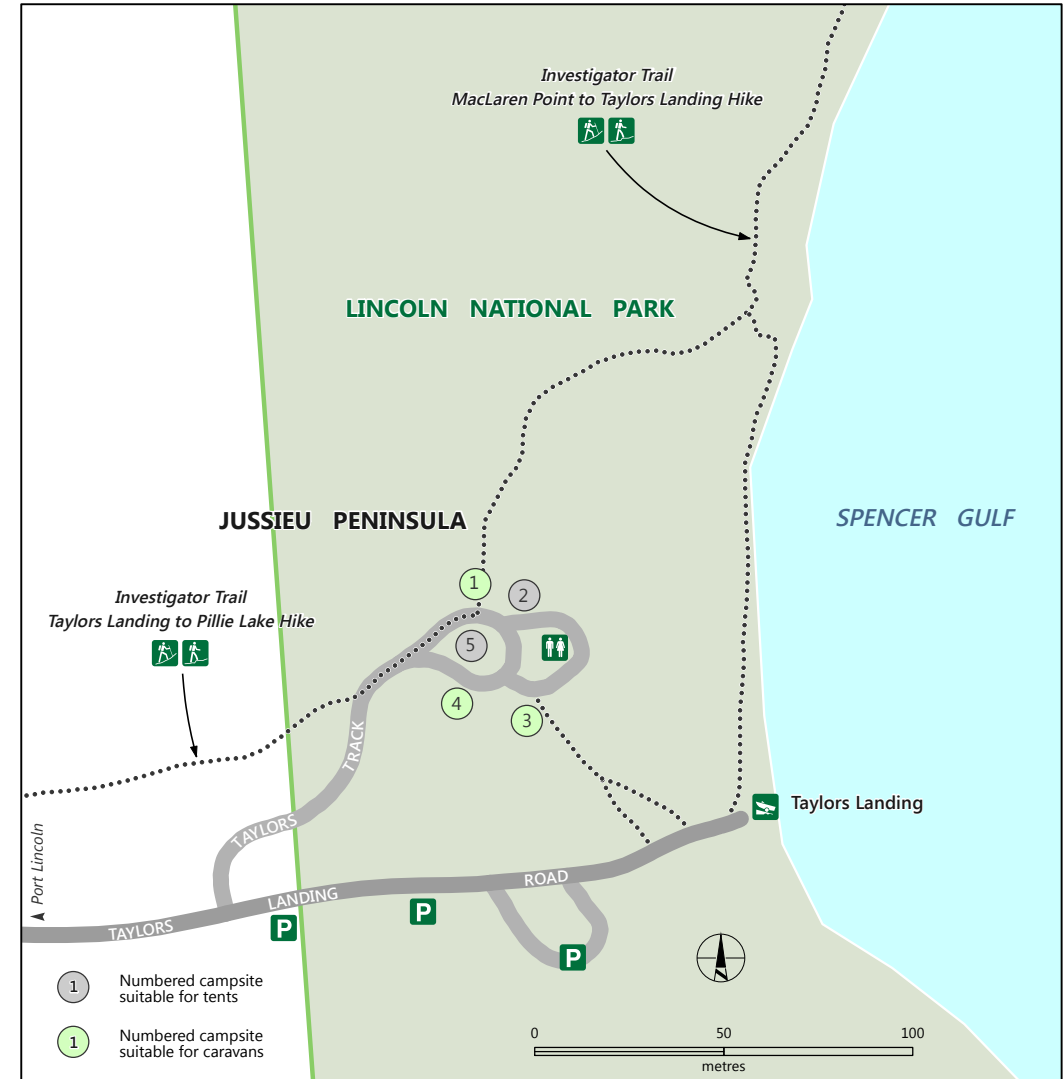 Investigator Trail
MacLaren Point to Taylors Landing Hike
LINCOLN NATIONAL PARK
JUSSIEU PENINSULA
SPENCER GULF
1
2
Investigator Trail
Taylors Landing to Pillie Lake Hike
5
4
3
TRACK
TAYLORS
Taylors Landing
Port Lincoln
ROAD
LANDING
TAYLORS
P
P
P
1
Numbered campsite
suitable for tents
1
Numbered campsite
suitable for caravans
0 50 100
metres